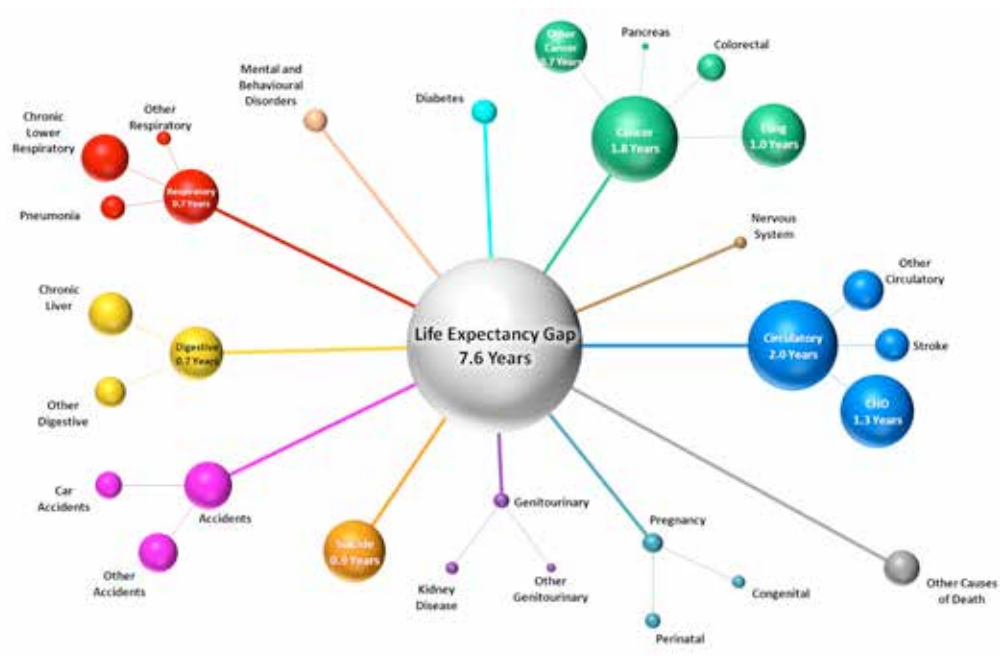 Other
Cancer
0.7 Years
Pancreas
Colorectal
Mental and
Behavioural
Disorders
Diabetes
Chronic
Lower
Respiratory
Other
Respiratory
Cancer
1.8 Years
Lung
1.0 Years
Respiratory
0.7 Years
Pneumonia
Nervous
System
Other
Circulatory
Chronic
Liver
Life Expectancy Gap
7.6 Years
Digestive
0.7 Years
Circulatory
2.0 Years
Stroke
CHD
1.3 Years
Other
Digestive
Car
Accidents
Accidents
Other
Accidents
Suicide
0.9 Years
Genitourinary
Kidney
Disease
Other
Genitourinary
Pregnancy
Congenital
Perinatal
Other Causes
of Death